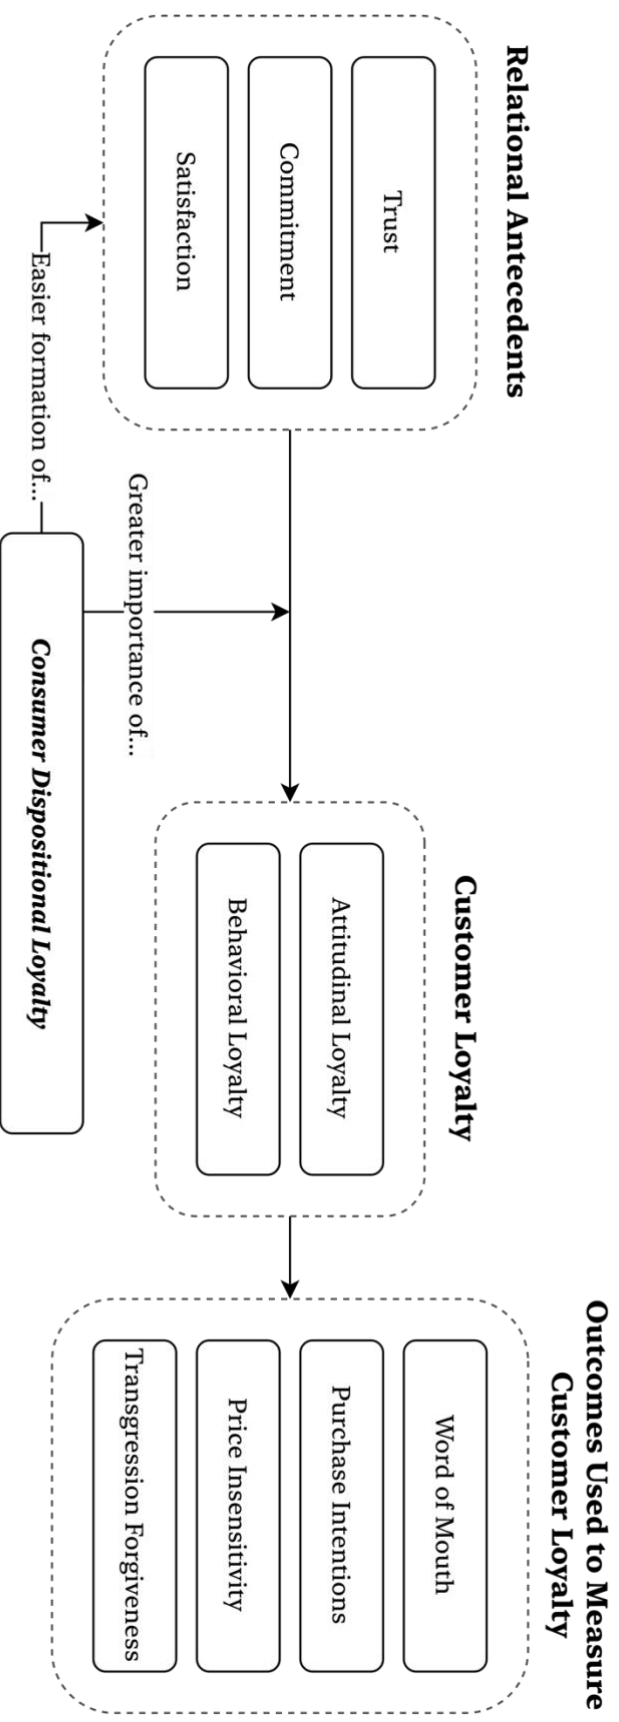 Relational Antecedents
Trust
Commitment
Satisfaction
Easier formation of...
Greater importance of...
Consumer Dispositional Loyalty
Customer Loyalty
Attitudinal Loyalty
Behavioral Loyalty
Outcomes Used to Measure
Customer Loyalty
Word of Mouth
Purchase Intentions
Price Insensitivity
Transgression Forgiveness